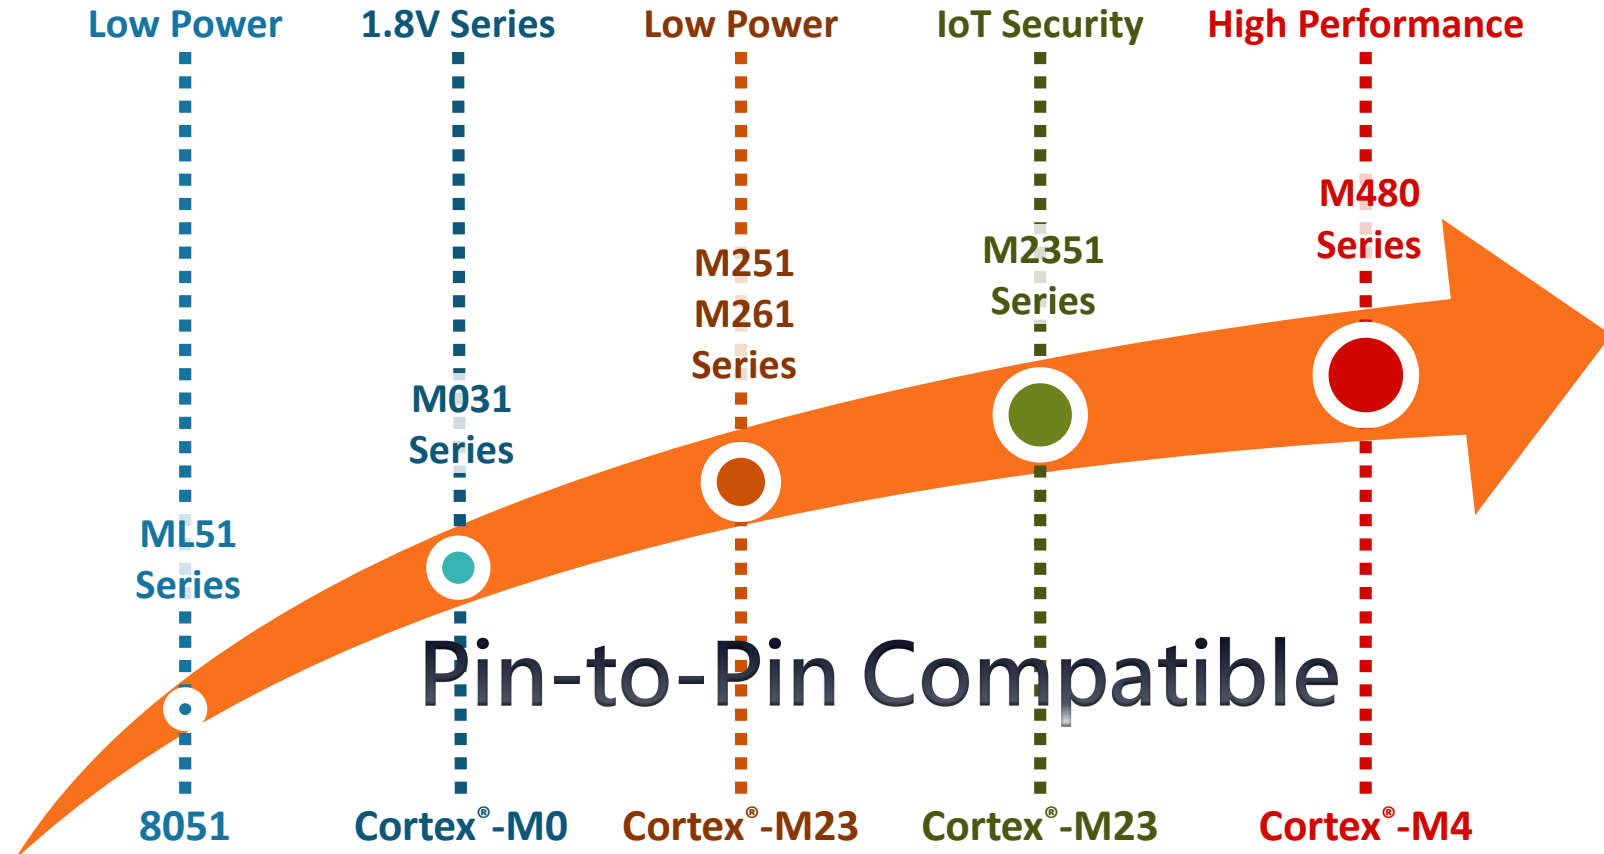 Low Power
1.8V Series
Low Power
IoT Security
High Performance
M480
Series
M2351
Series
M251
M261
Series
M031
Series
ML51
Series
Pin-to-Pin Compatible
8051
Cortex®-M0
Cortex®-M23
Cortex®-M23
Cortex®-M4